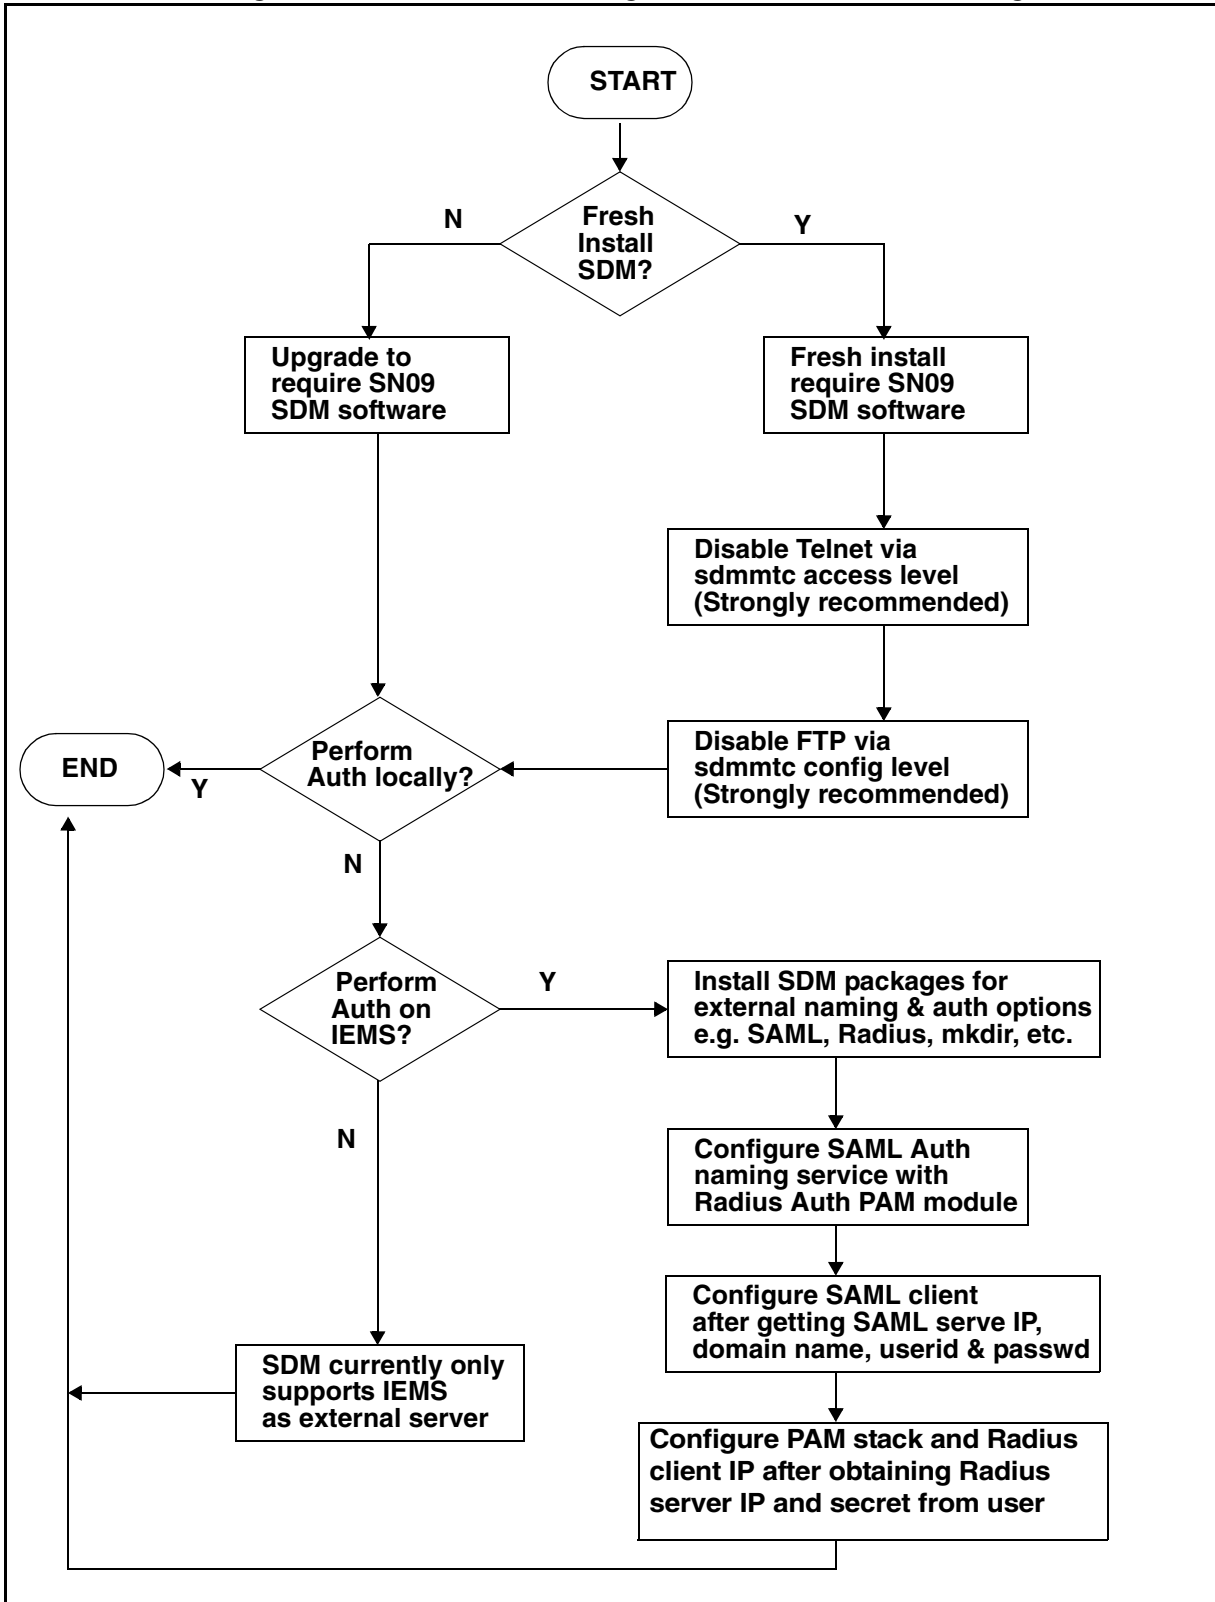 START
Fresh
Install
SDM?
N
Y
Upgrade to
require SN09
SDM software
Fresh install
require SN09
SDM software
Disable Telnet via
sdmmtc access level
(Strongly recommended)
Disable FTP via
sdmmtc config level
(Strongly recommended)
Perform
Auth locally?
Y
END
N
Perform
Auth on
IEMS?
Y
Install SDM packages for
external naming & auth options
e.g. SAML, Radius, mkdir, etc.
N
Configure SAML Auth
naming service with
Radius Auth PAM module
Configure SAML client
after getting SAML serve IP,
domain name, userid & passwd
SDM currently only
supports IEMS
as external server
Configure PAM stack and Radius
client IP after obtaining Radius
server IP and secret from user